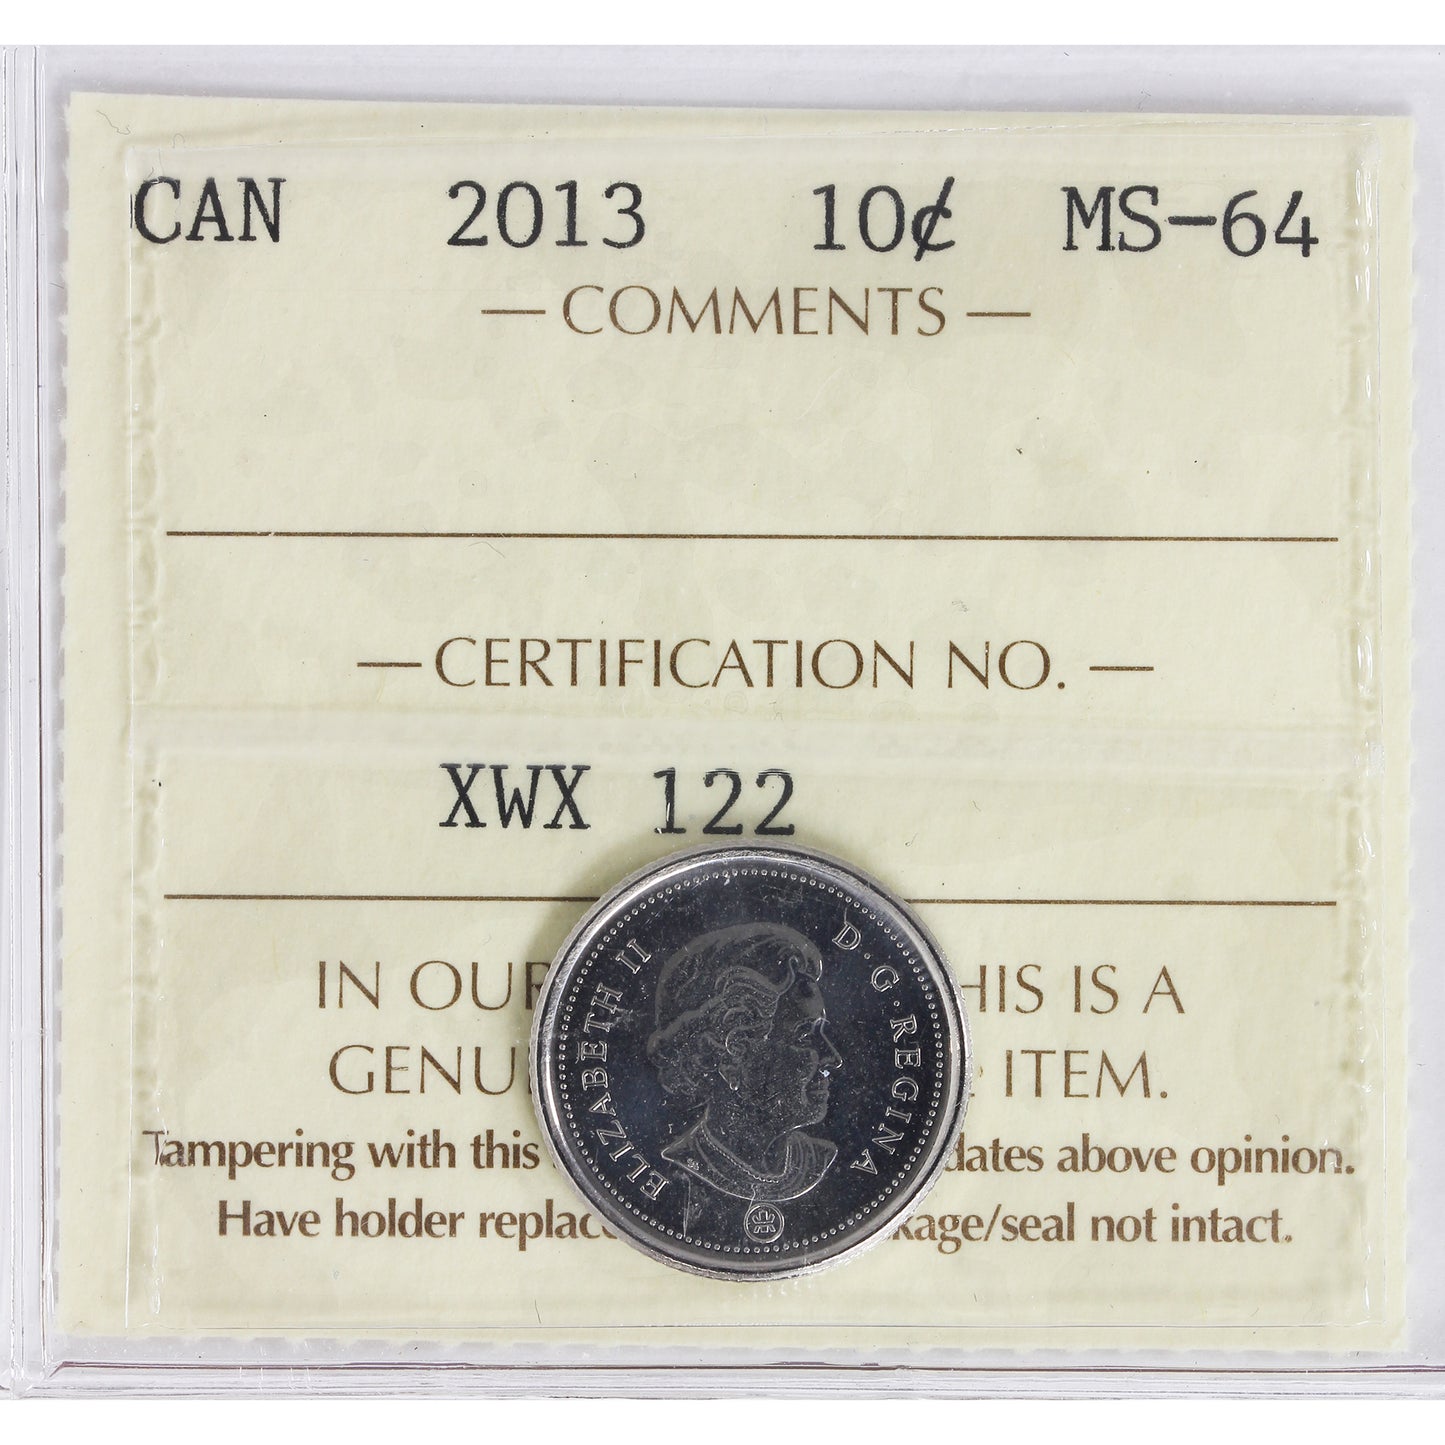 CAN 2013 10¢ MS-64
— COMMENTS —
— CERTIFICATION NO. —
XWX 122
IN OUR HIS IS A
GENU ITEM.
Tampering with this dates above opinion.
Have holder replac kage/seal not intact.
ELIZABETH II D·G·REGINA